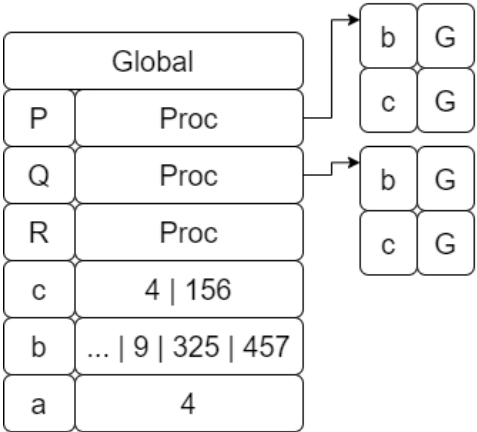 Global
P Proc
Q Proc
R Proc
c 4 | 156
b ... | 9 | 325 | 457
a 4
b G
c G
b G
c G